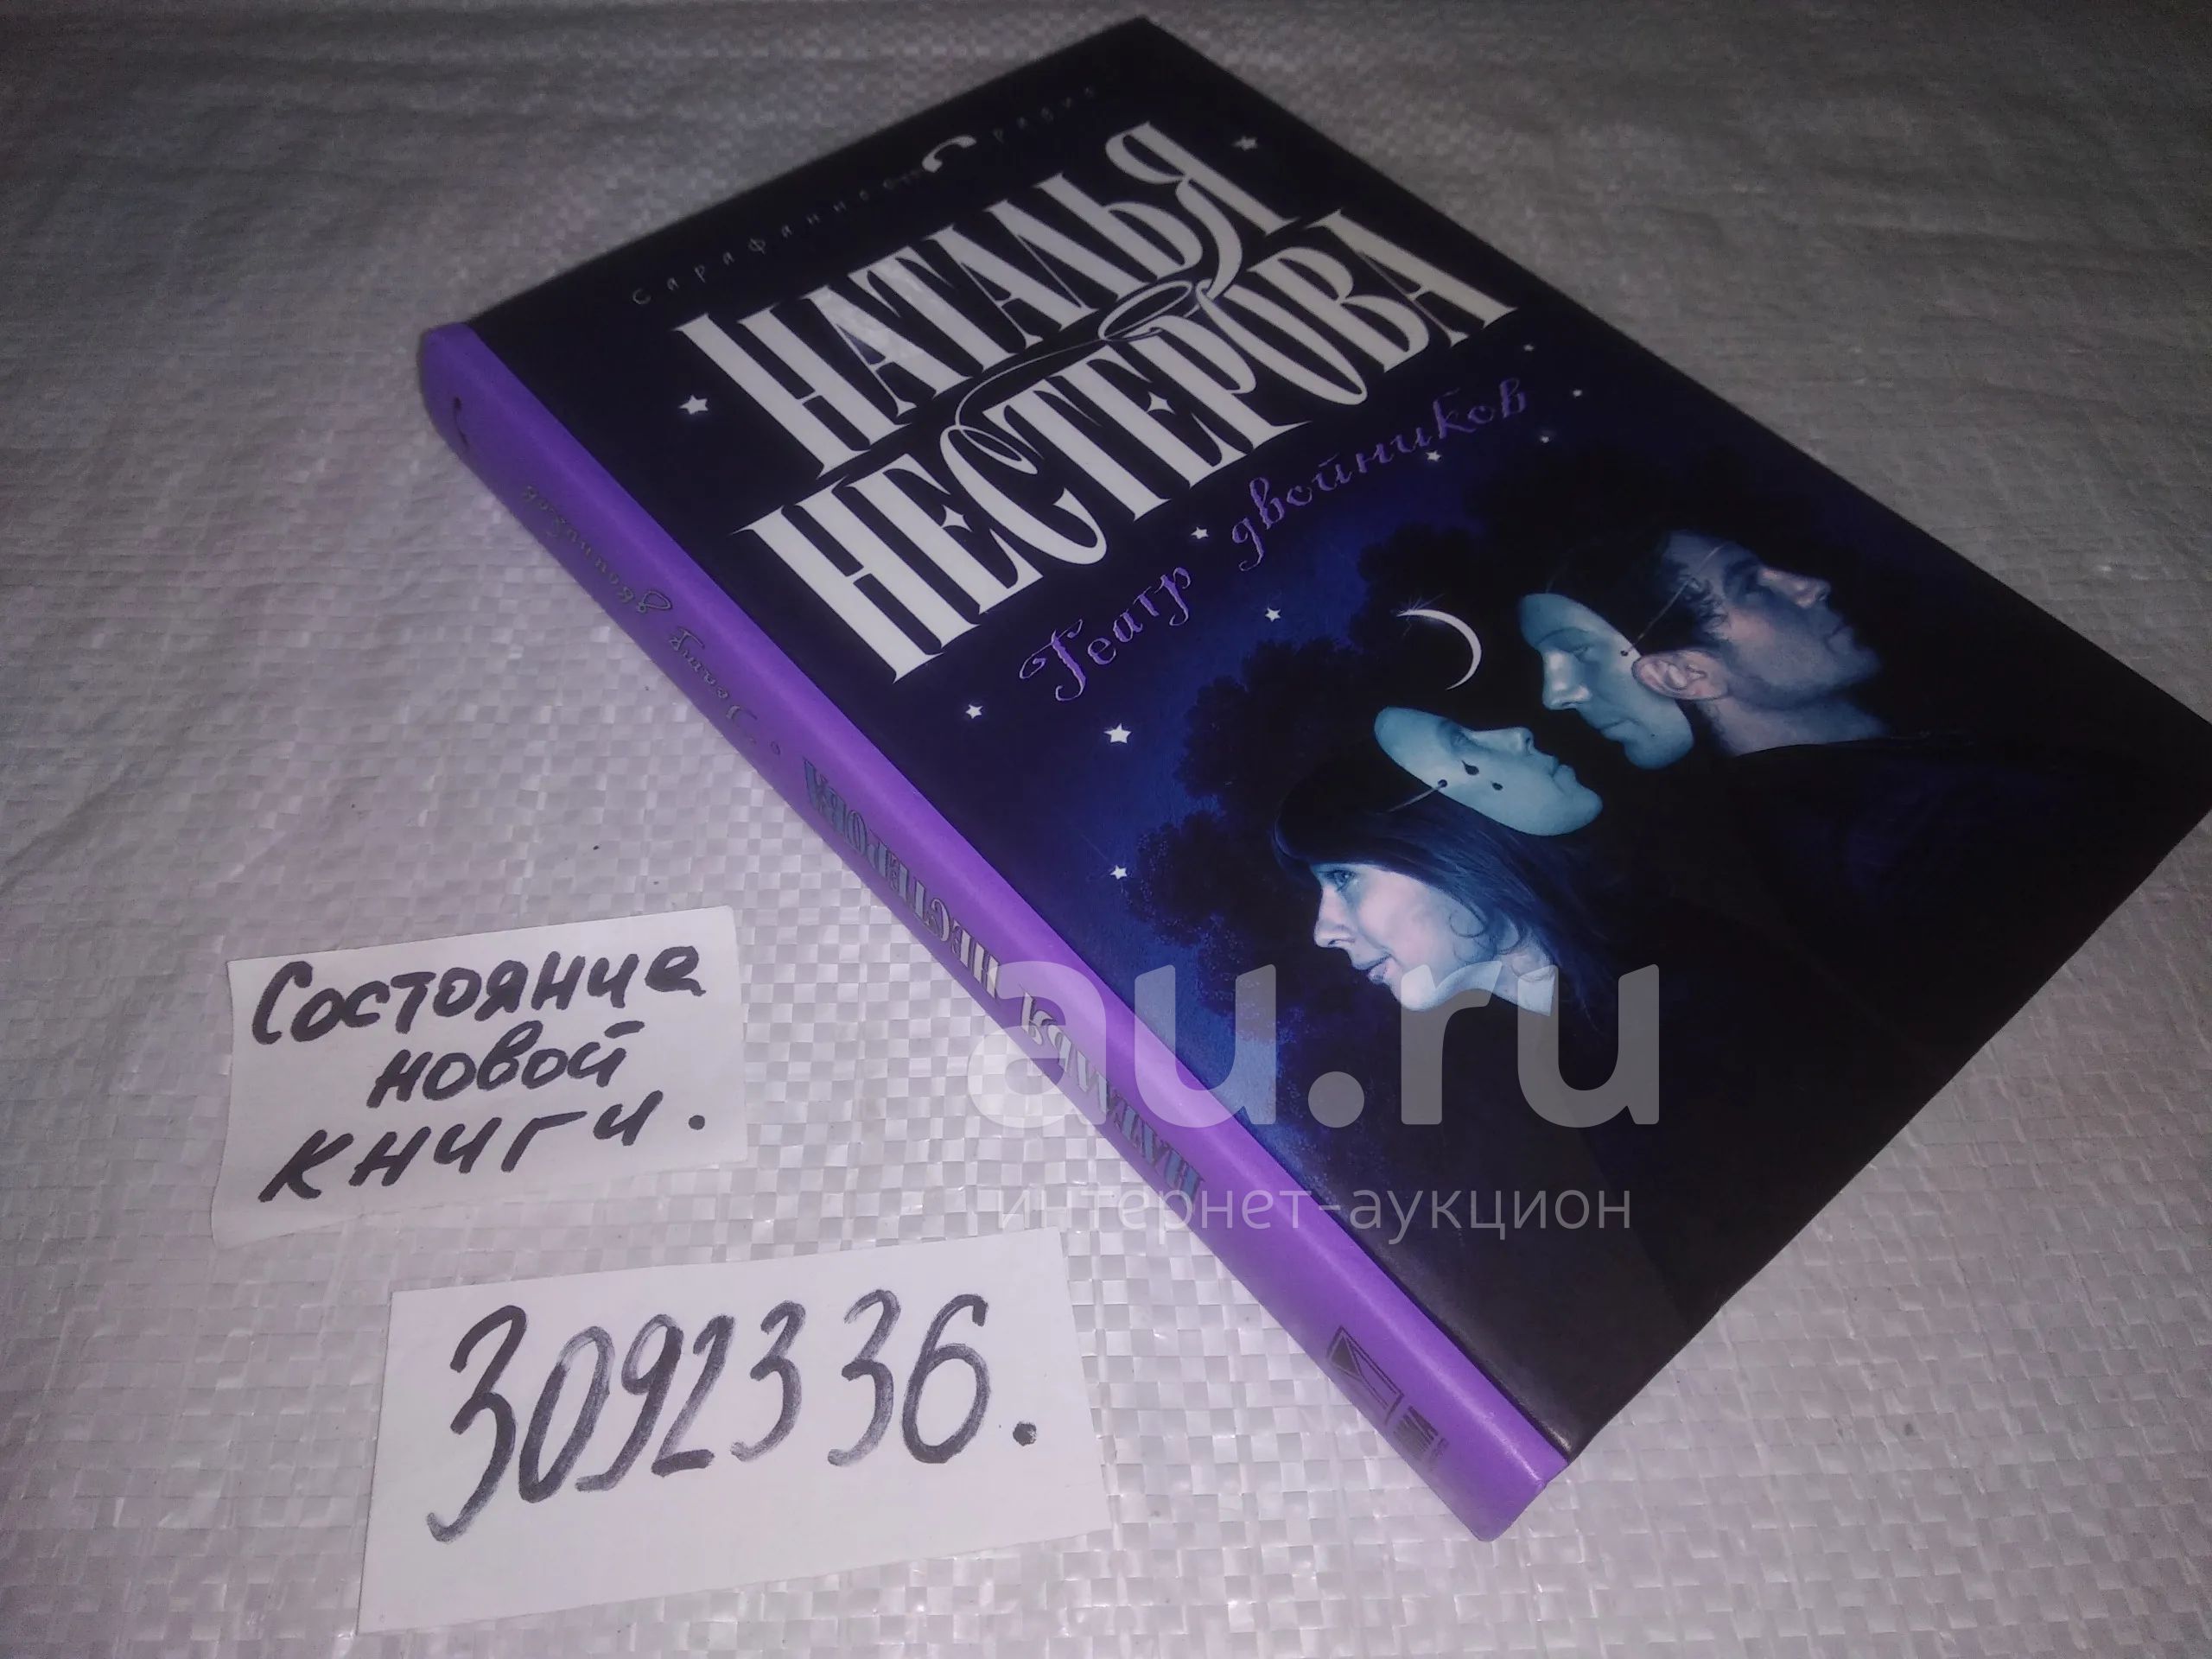 Сарафанное радио
НАТАЛЬЯ
НЕСТЕРОВА
Театр двойников
НАТАЛЬЯ НЕСТЕРОВА • Театр двойников
Состояние
новой
книги.
3092336.
au.ru
интернет-аукцион